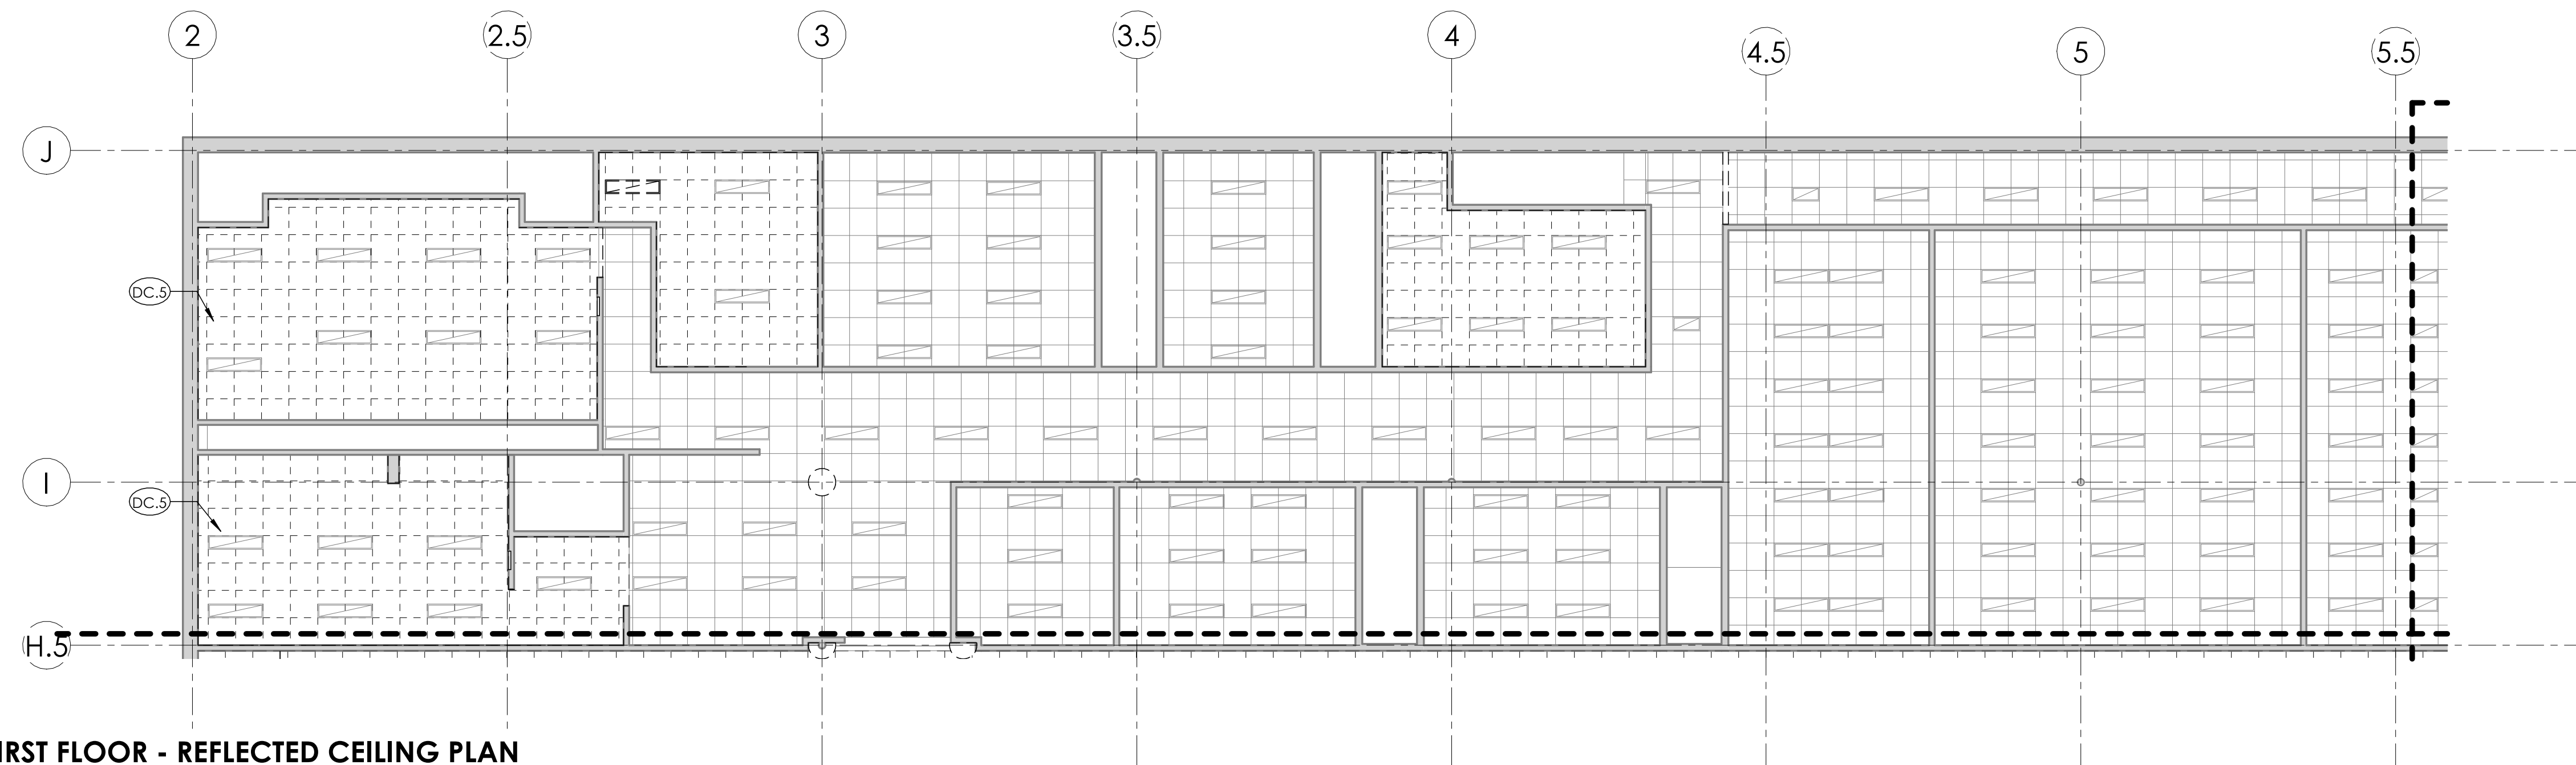 2 2.5 3 3.5 4 4.5 5 5.5
J
DC.5
I
DC.5
H.5
IRST FLOOR - REFLECTED CEILING PLAN